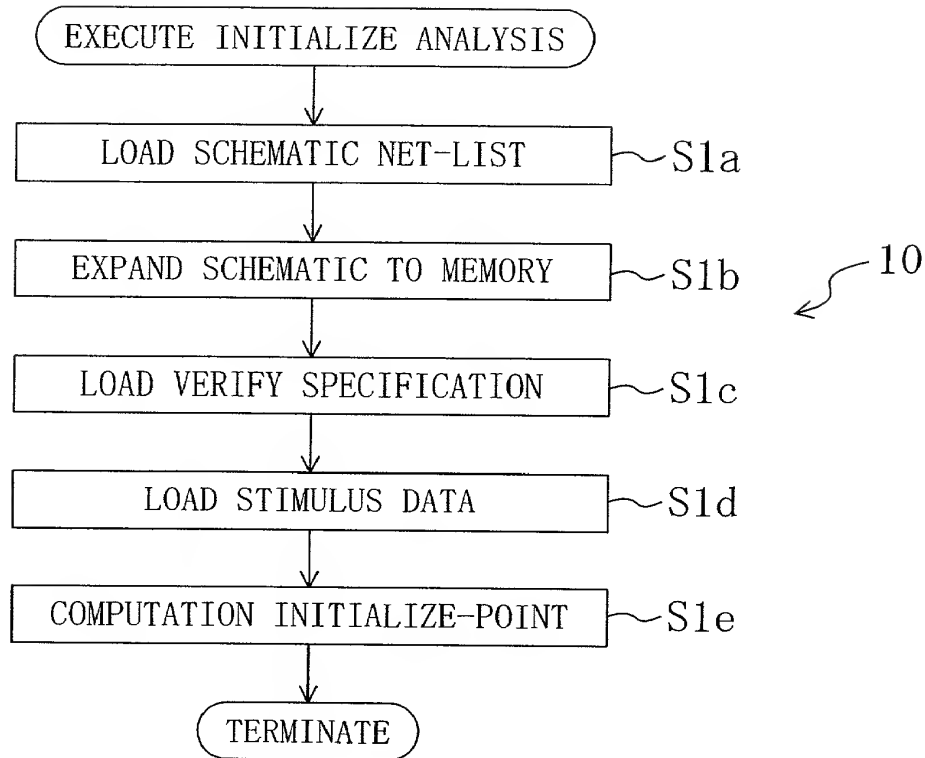 EXECUTE INITIALIZE ANALYSIS
LOAD SCHEMATIC NET-LIST
S1a
EXPAND SCHEMATIC TO MEMORY
S1b
10
LOAD VERIFY SPECIFICATION
S1c
LOAD STIMULUS DATA
S1d
COMPUTATION INITIALIZE-POINT
S1e
TERMINATE